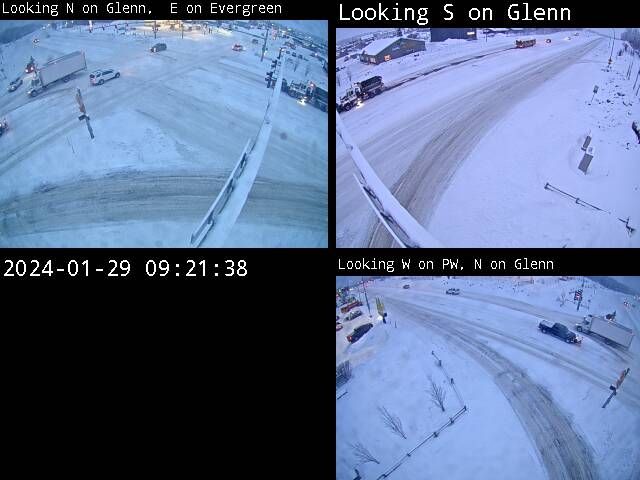 Looking N on Glenn,  E on Evergreen
Looking S on Glenn
2024-01-29 09:21:38
Looking W on PW, N on Glenn